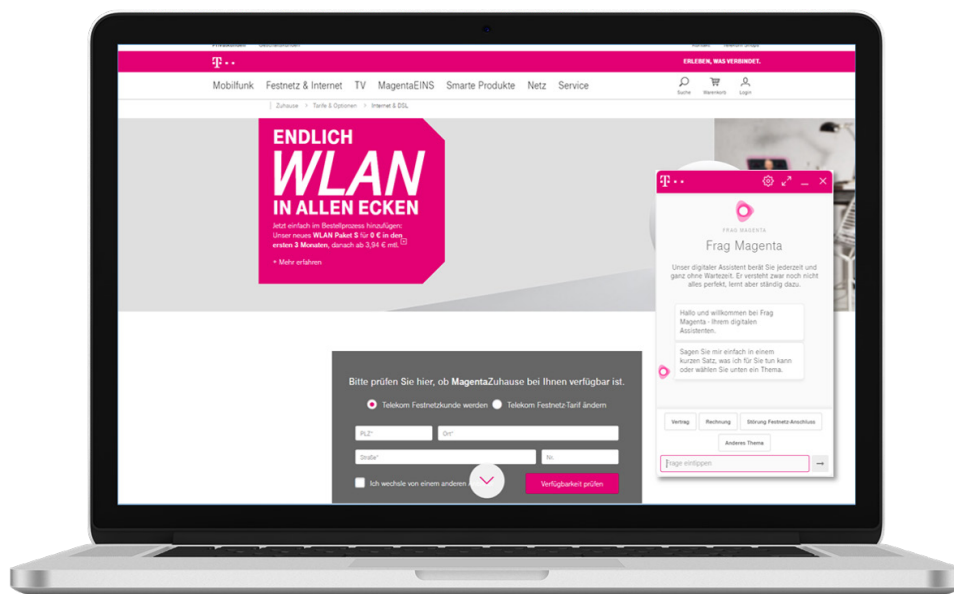 Privatkunden Geschäftskunden
Kontakt Telekom Shops
T
ERLEBEN, WAS VERBINDET.
Mobilfunk Festnetz & Internet TV MagentaEINS Smarte Produkte Netz Service
Suche Warenkorb Login
Zuhause > Tarife & Optionen > Internet & DSL
ENDLICH
WLAN
IN ALLEN ECKEN
Jetzt einfach im Bestellprozess hinzufügen:
Unser neues WLAN Paket S für 0 € in den
ersten 3 Monaten, danach ab 3,94 € mtl.
+ Mehr erfahren
Bitte prüfen Sie hier, ob MagentaZuhause bei Ihnen verfügbar ist.
Telekom Festnetzkunde werden Telekom Festnetz-Tarif ändern
PLZ* Ort*
Straße* Nr.
Ich wechsle von einem anderen
Verfügbarkeit prüfen
T
FRAG MAGENTA
Frag Magenta
Unser digitaler Assistent berät Sie jederzeit und
ganz ohne Wartezeit. Er versteht zwar noch nicht
alles perfekt, lernt aber ständig dazu.
Hallo und willkommen bei Frag
Magenta - Ihrem digitalen
Assistenten.
Sagen Sie mir einfach in einem
kurzen Satz, was ich für Sie tun kann
oder wählen Sie unten ein Thema.
Vertrag Rechnung Störung Festnetz-Anschluss
Anderes Thema
Frage eintippen